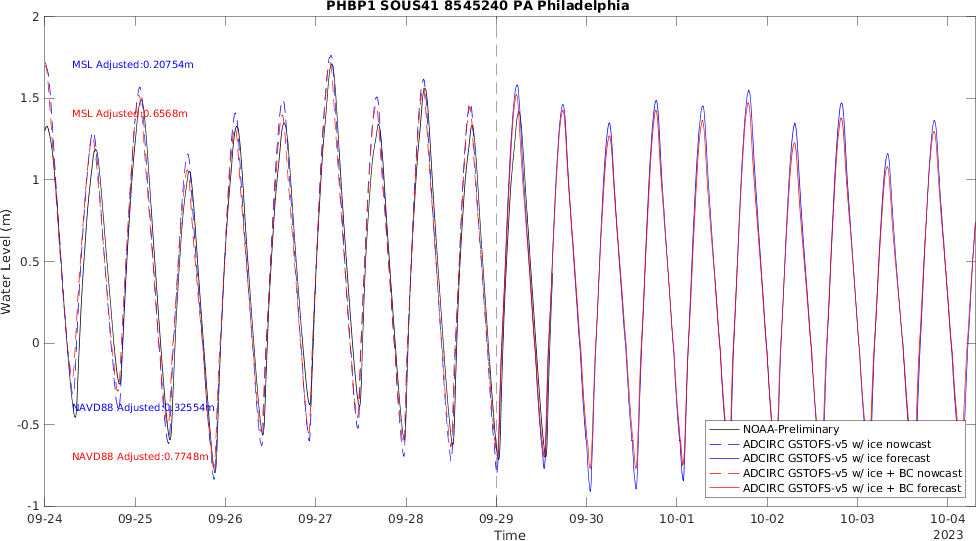 PHBP1 SOUS41 8545240 PA Philadelphia
2
1.5
1
0.5
0
-0.5
-1
Water Level (m)
MSL Adjusted:0.20754m
MSL Adjusted:0.6568m
NAVD88 Adjusted:0.32554m
NAVD88 Adjusted:0.7748m
NOAA-Preliminary
ADCIRC GSTOFS-v5 w/ ice nowcast
ADCIRC GSTOFS-v5 w/ ice forecast
ADCIRC GSTOFS-v5 w/ ice + BC nowcast
ADCIRC GSTOFS-v5 w/ ice + BC forecast
09-24 09-25 09-26 09-27 09-28 09-29 09-30 10-01 10-02 10-03 10-04
Time
2023